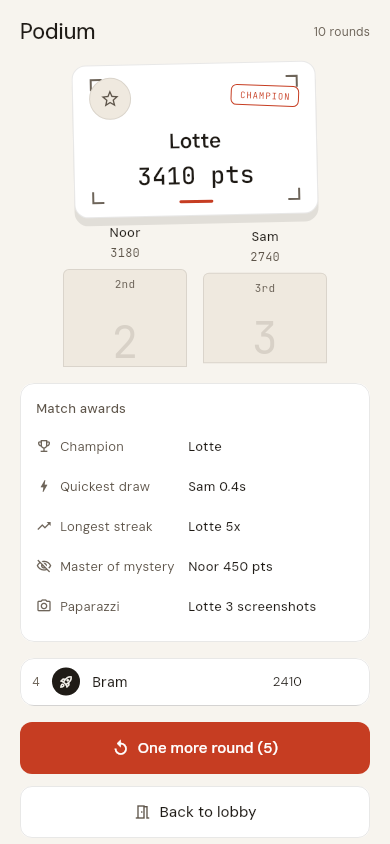 Podium
10 rounds
CHAMPION
Lotte
3410 pts
Noor
3180
Sam
2740
2nd
2
3rd
3
Match awards
Champion Lotte
Quickest draw Sam 0.4s
Longest streak Lotte 5x
Master of mystery Noor 450 pts
Paparazzi Lotte 3 screenshots
4 Bram 2410
One more round (5)
Back to lobby